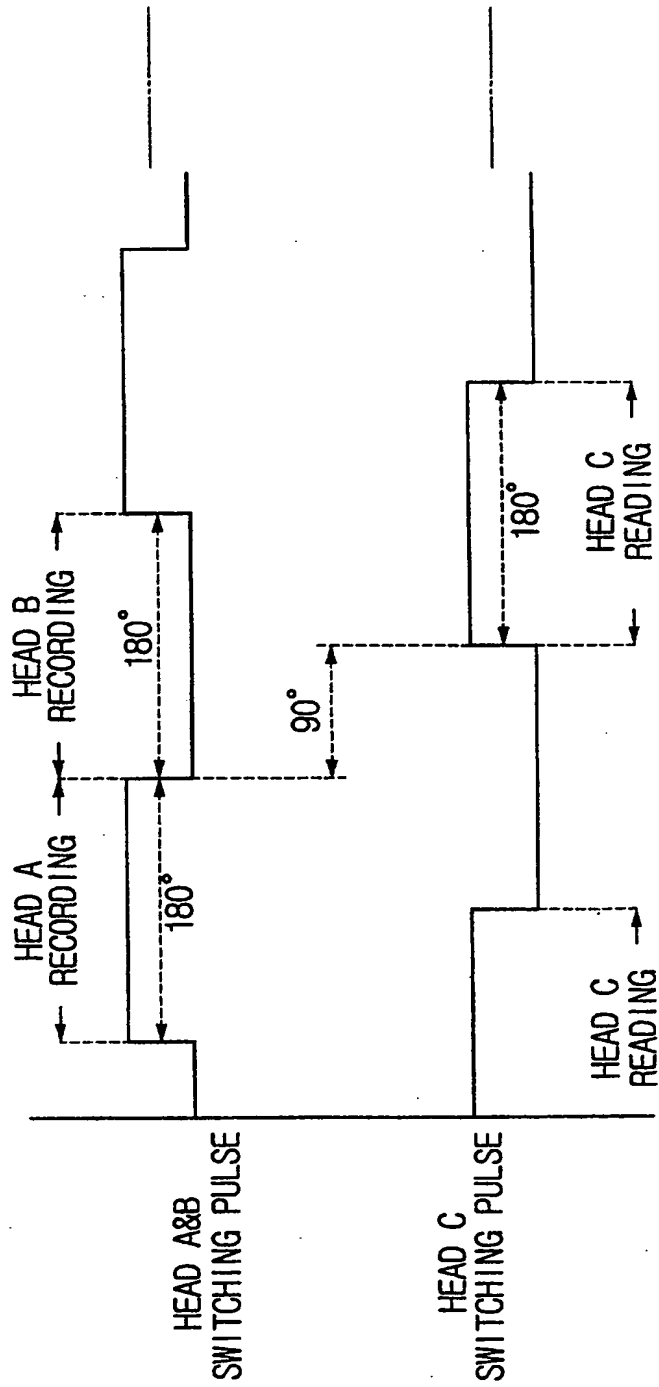 HEAD A
RECORDING
HEAD B
RECORDING
HEAD A&B
SWITCHING PULSE
180°
180°
90°
HEAD C
SWITCHING PULSE
180°
HEAD C
READING
HEAD C
READING